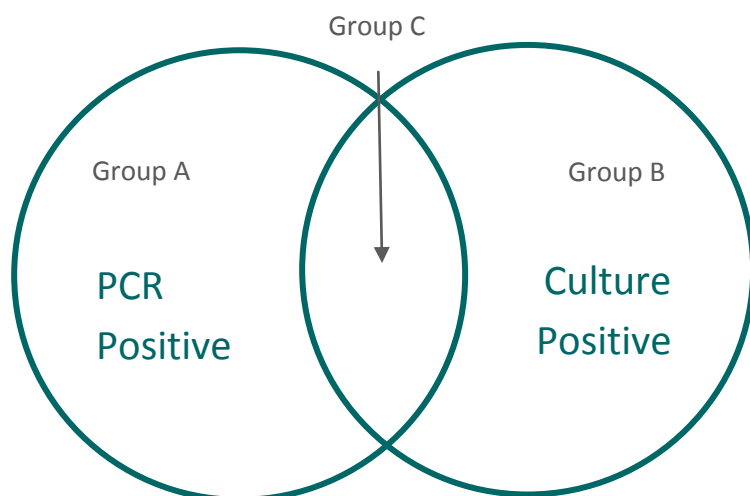 Group C
Group A
Group B
PCR
Positive
Culture
Positive